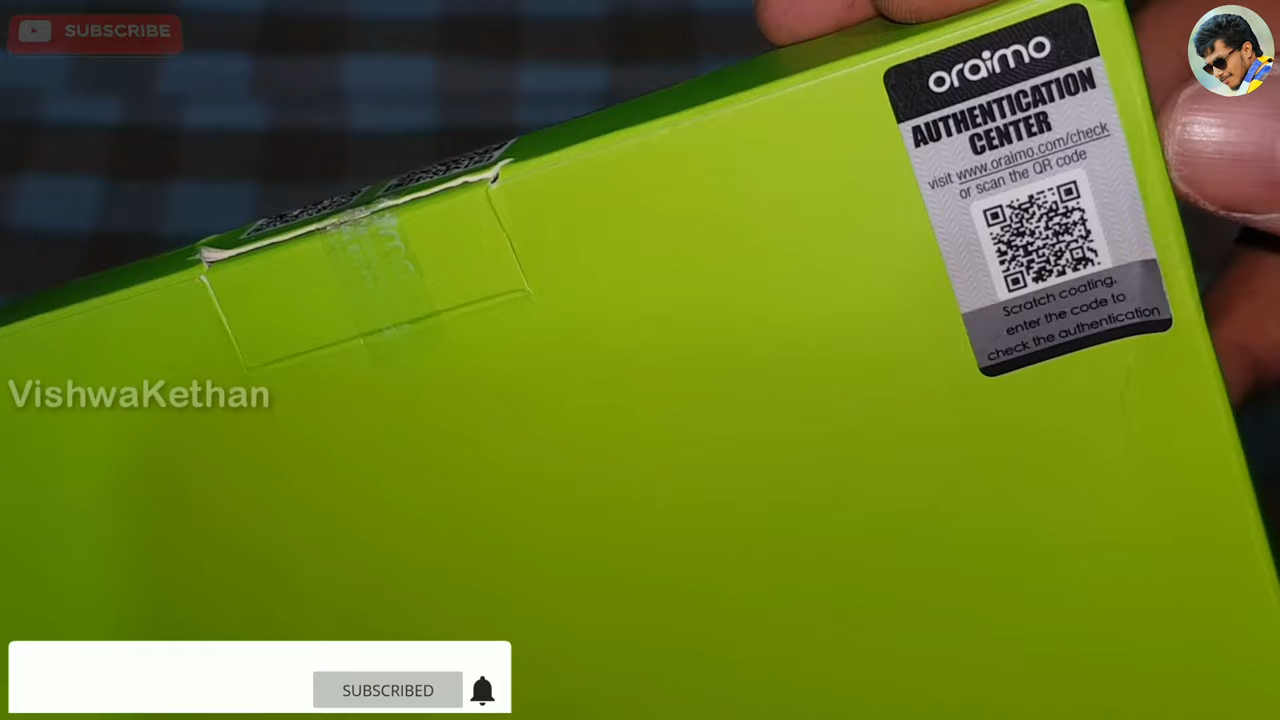 SUBSCRIBE
oraimo
AUTHENTICATION
CENTER
visit www.oraimo.com/check
or scan the QR code
Scratch coating,
enter the code to
check the authentication
VishwaKethan
SUBSCRIBED